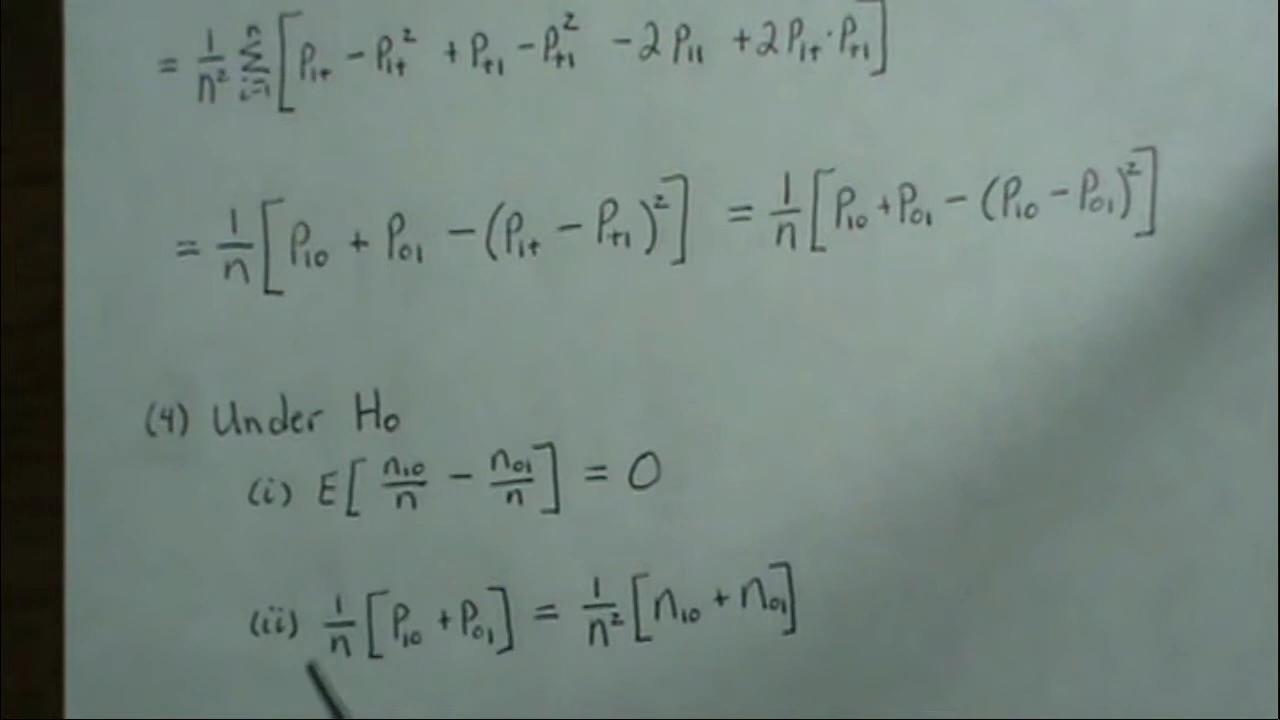 = 1/n² Σⁿᵢ₌₁ [P₁₊ - P₁₊² + P₊₁ - P₊₁² - 2P₁₁ + 2P₁₊·P₊₁]
= 1/n [P₁₀ + P₀₁ - (P₁₊ - P₊₁)²] = 1/n [P₁₀ + P₀₁ - (P₁₀ - P₀₁)²]
(4) Under H₀
(i) E[n₁₀/n - n₀₁/n] = 0
(ii) 1/n [P₁₀ + P₀₁] = 1/n² [n₁₀ + n₀₁]